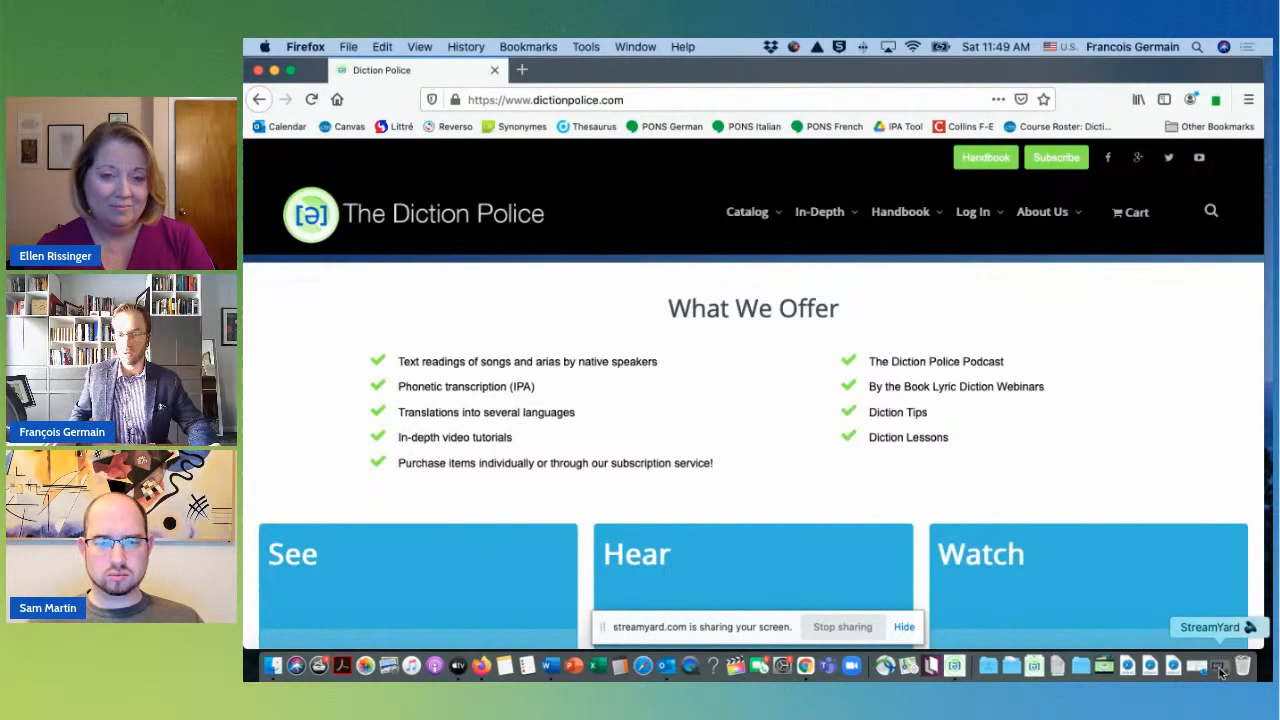 Firefox File Edit View History Bookmarks Tools Window Help
Sat 11:49 AM U.S. Francois Germain
Diction Police
https://www.dictionpolice.com
Calendar Canvas Littré Reverso Synonymes Thesaurus PONS German PONS Italian PONS French IPA Tool Collins F-E Course Roster: Dicti... Other Bookmarks
Handbook Subscribe
[ə] The Diction Police
Catalog In-Depth Handbook Log In About Us Cart
What We Offer
Text readings of songs and arias by native speakers
Phonetic transcription (IPA)
Translations into several languages
In-depth video tutorials
Purchase items individually or through our subscription service!
The Diction Police Podcast
By the Book Lyric Diction Webinars
Diction Tips
Diction Lessons
See
Hear
Watch
streamyard.com is sharing your screen. Stop sharing Hide
StreamYard
Ellen Rissinger
François Germain
Sam Martin